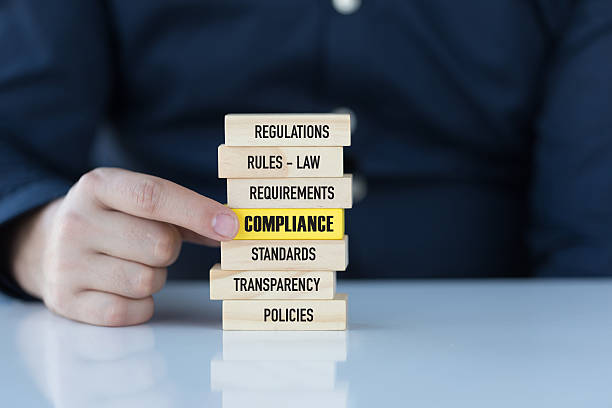 REGULATIONS
RULES - LAW
REQUIREMENTS
COMPLIANCE
STANDARDS
TRANSPARENCY
POLICIES